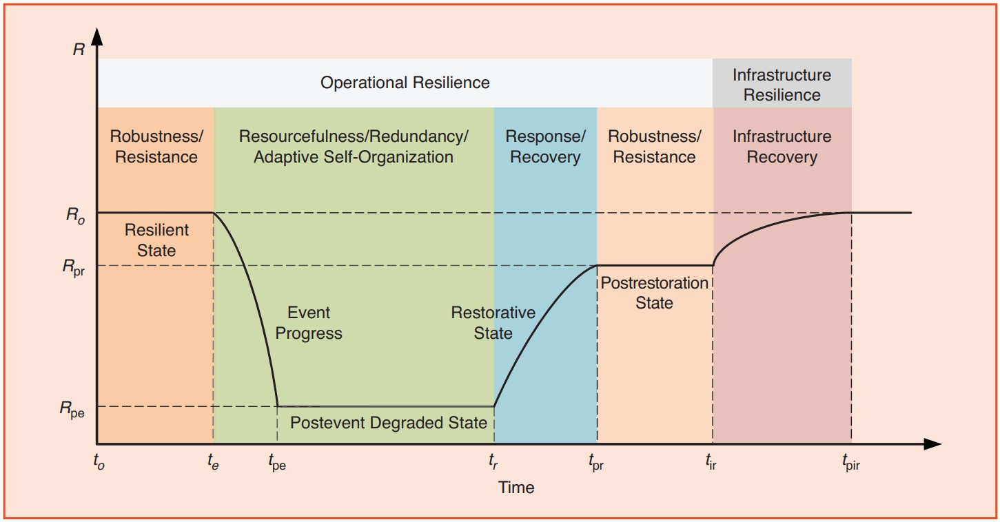 R
Operational Resilience
Infrastructure
Resilience
Robustness/
Resistance
Resourcefulness/Redundancy/
Adaptive Self-Organization
Response/
Recovery
Robustness/
Resistance
Infrastructure
Recovery
Ro
Resilient
State
Rpr
Postrestoration
State
Event
Progress
Restorative
State
Rpe
Postevent Degraded State
to
te
tpe
tr
tpr
tir
tpir
Time